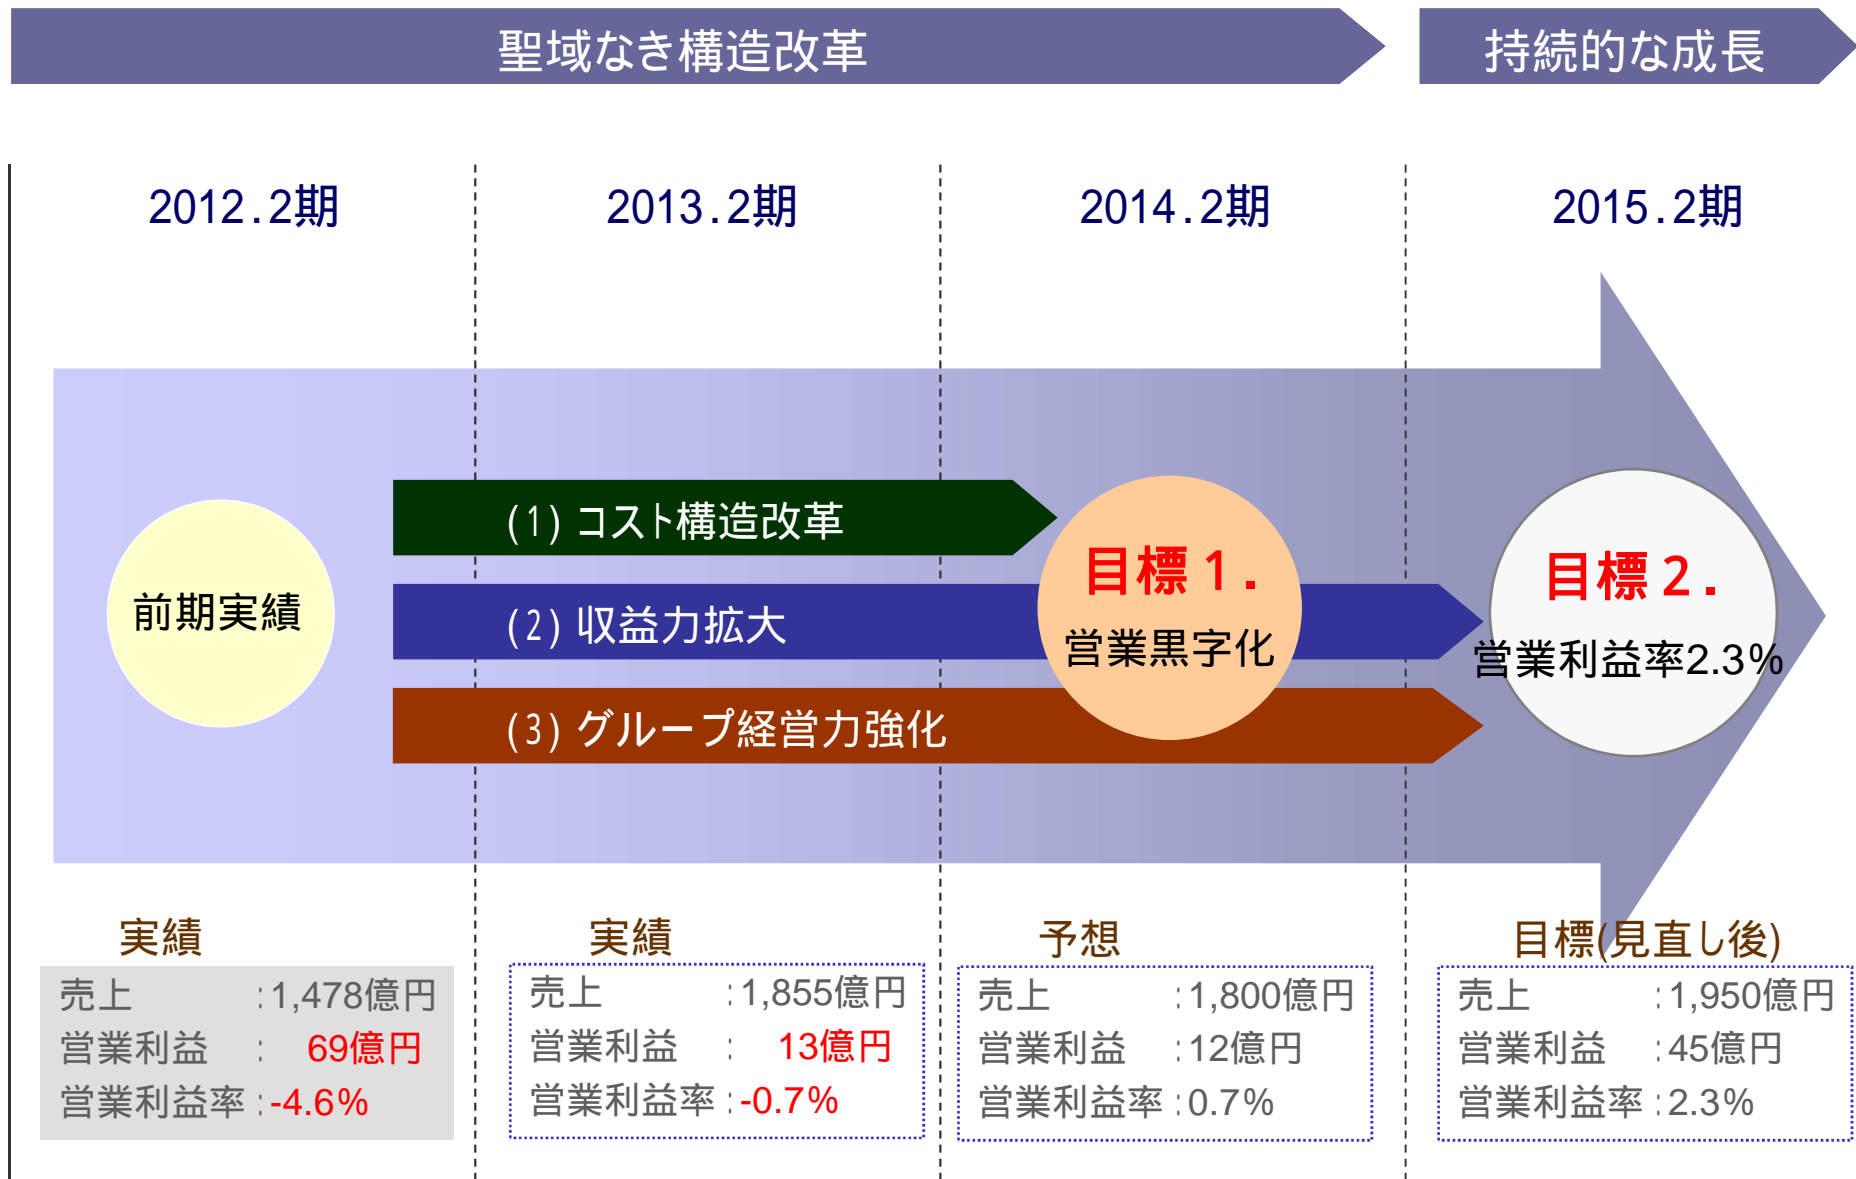 聖域なき構造改革
持続的な成長
2012.2期
2013.2期
2014.2期
2015.2期
前期実績
(1) コスト構造改革
(2) 収益力拡大
(3) グループ経営力強化
目標1.
営業黒字化
目標2.
営業利益率2.3%
実績
売上 :1,478億円
営業利益 : 69億円
営業利益率:-4.6%
実績
売上 :1,855億円
営業利益 : 13億円
営業利益率:-0.7%
予想
売上 :1,800億円
営業利益 :12億円
営業利益率:0.7%
目標(見直し後)
売上 :1,950億円
営業利益 :45億円
営業利益率:2.3%